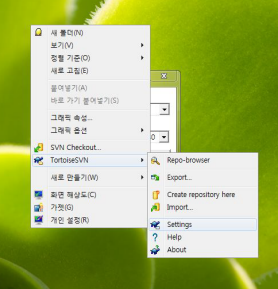 새 폴더(N)
보기(V)
정렬 기준(O)
새로 고침(E)
붙여넣기(A)
바로 가기 붙여넣기(S)
그래픽 속성...
그래픽 옵션
SVN Checkout...
TortoiseSVN
새로 만들기(W)
화면 해상도(C)
가젯(G)
개인 설정(R)
Repo-browser
Export...
Create repository here
Import...
Settings
Help
About